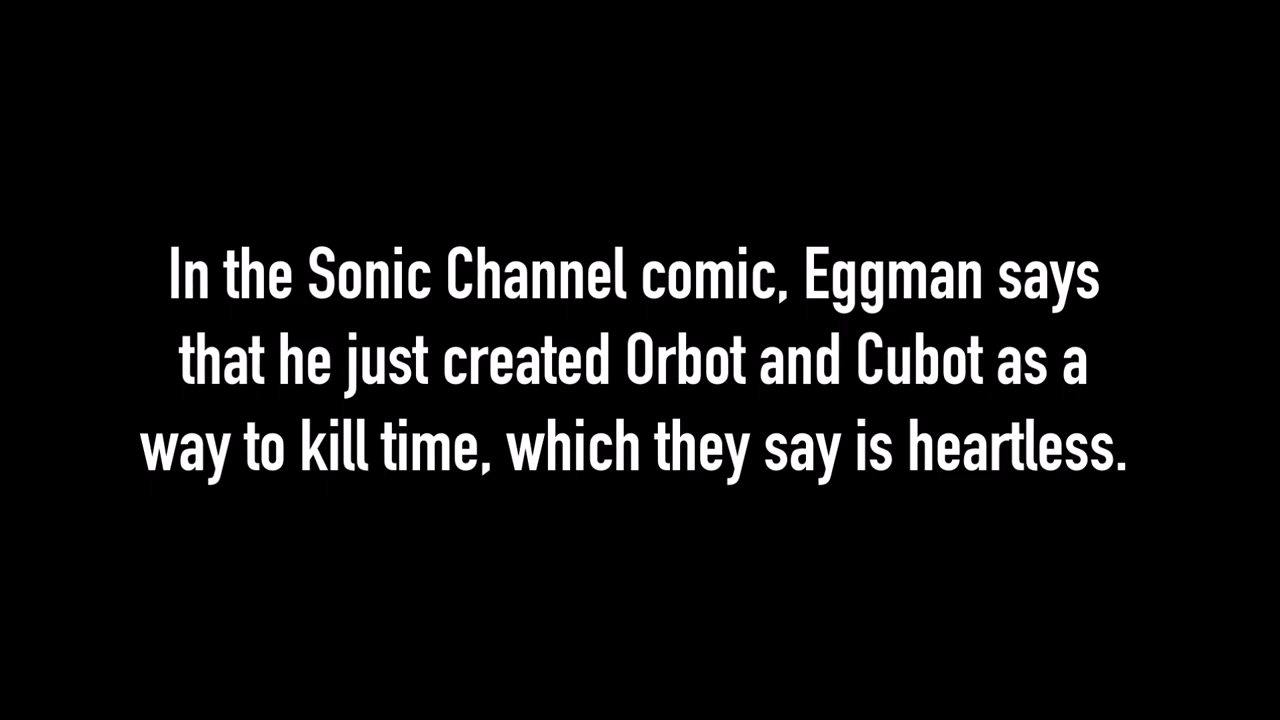 In the Sonic Channel comic, Eggman says
that he just created Orbot and Cubot as a
way to kill time, which they say is heartless.